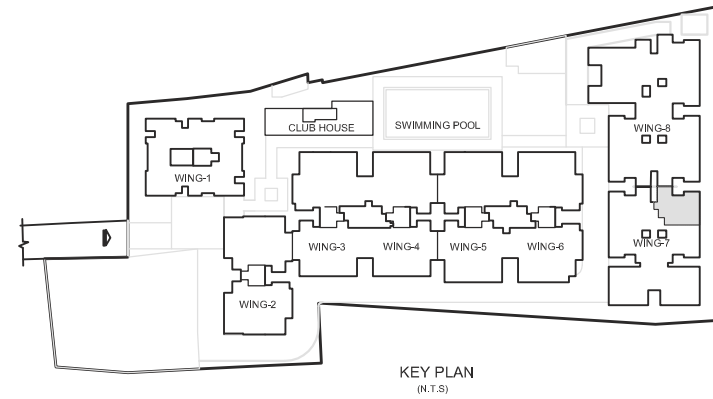 WING-8
CLUB HOUSE
SWIMMING POOL
WING-1
WING-3
WING-4
WING-5
WING-6
WING-7
WING-2
KEY PLAN
(N.T.S)